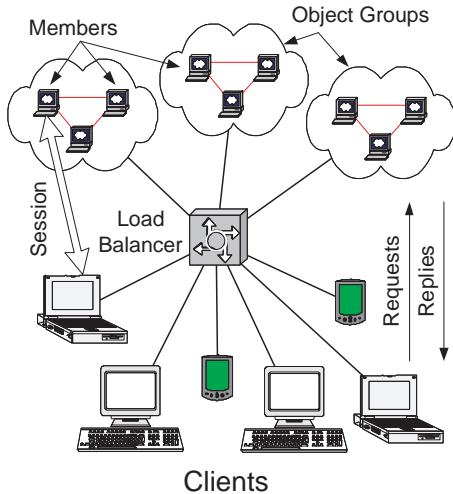 Object Groups
Members
Session
Load
Balancer
Requests
Replies
Clients